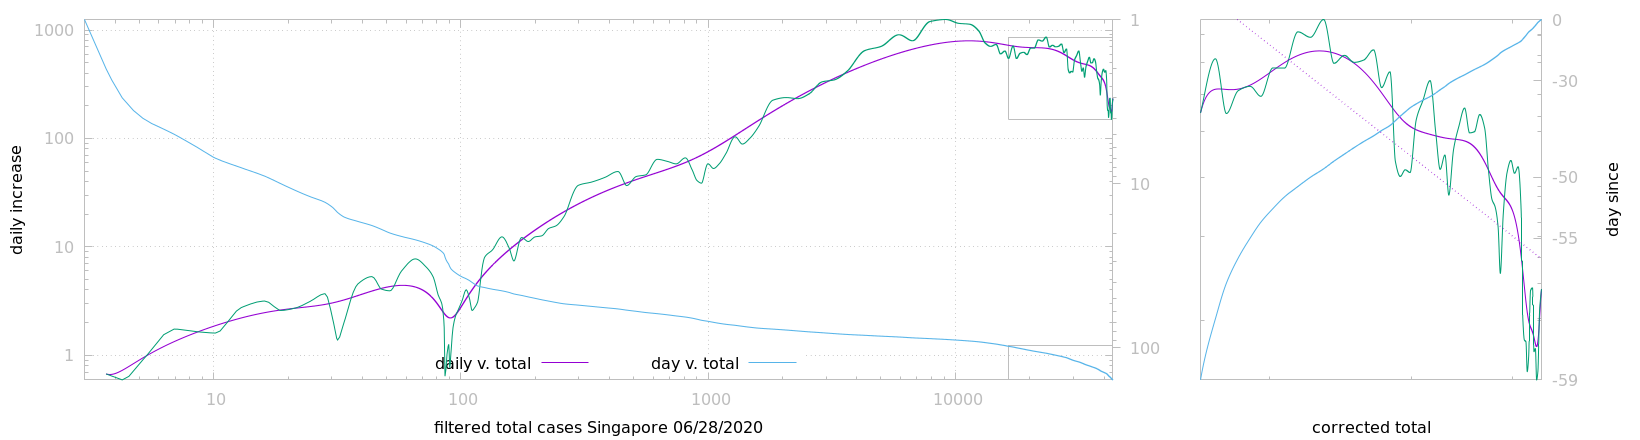 1000
100
10
1
daily increase
10
100
1000
10000
1
10
100
daily v. total
day v. total
filtered total cases Singapore 06/28/2020
0
-30
-50
-55
-59
day since
corrected total